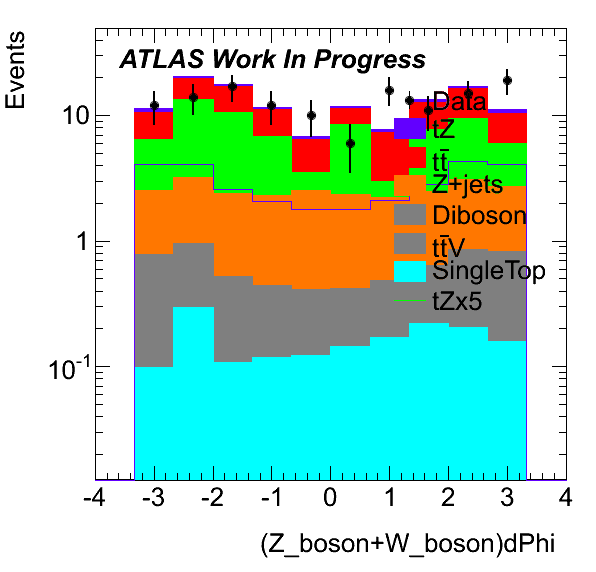 Events
ATLAS Work In Progress
Data
tZ
tt̄
Z+jets
Diboson
tt̄V
SingleTop
tZx5
10
1
10⁻¹
-4 -3 -2 -1 0 1 2 3 4
(Z_boson+W_boson)dPhi